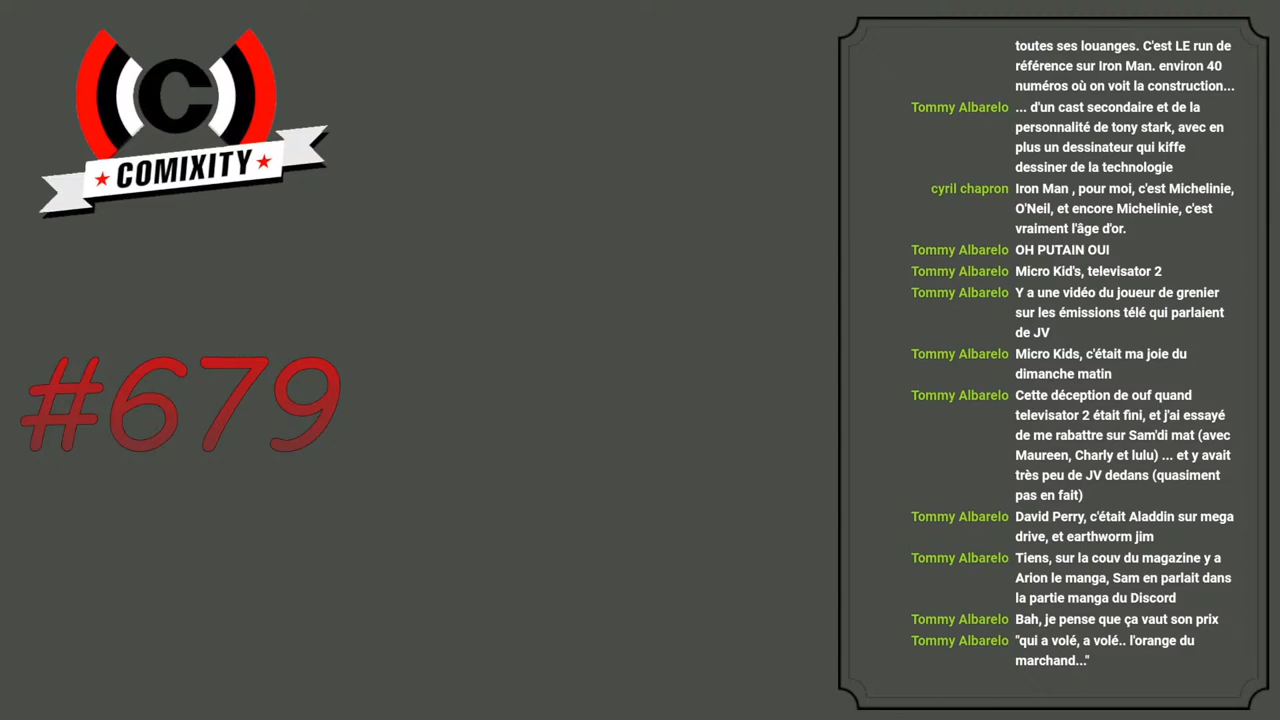 COMIXITY
#679
toutes ses louanges. C'est LE run de
référence sur Iron Man. environ 40
numéros où on voit la construction...
Tommy Albarelo ... d'un cast secondaire et de la
personnalité de tony stark, avec en
plus un dessinateur qui kiffe
dessiner de la technologie
cyril chapron Iron Man , pour moi, c'est Michelinie,
O'Neil, et encore Michelinie, c'est
vraiment l'âge d'or.
Tommy Albarelo OH PUTAIN OUI
Tommy Albarelo Micro Kid's, televisator 2
Tommy Albarelo Y a une vidéo du joueur de grenier
sur les émissions télé qui parlaient
de JV
Tommy Albarelo Micro Kids, c'était ma joie du
dimanche matin
Tommy Albarelo Cette déception de ouf quand
televisator 2 était fini, et j'ai essayé
de me rabattre sur Sam'di mat (avec
Maureen, Charly et lulu) ... et y avait
très peu de JV dedans (quasiment
pas en fait)
Tommy Albarelo David Perry, c'était Aladdin sur mega
drive, et earthworm jim
Tommy Albarelo Tiens, sur la couv du magazine y a
Arion le manga, Sam en parlait dans
la partie manga du Discord
Tommy Albarelo Bah, je pense que ça vaut son prix
Tommy Albarelo "qui a volé, a volé.. l'orange du
marchand..."